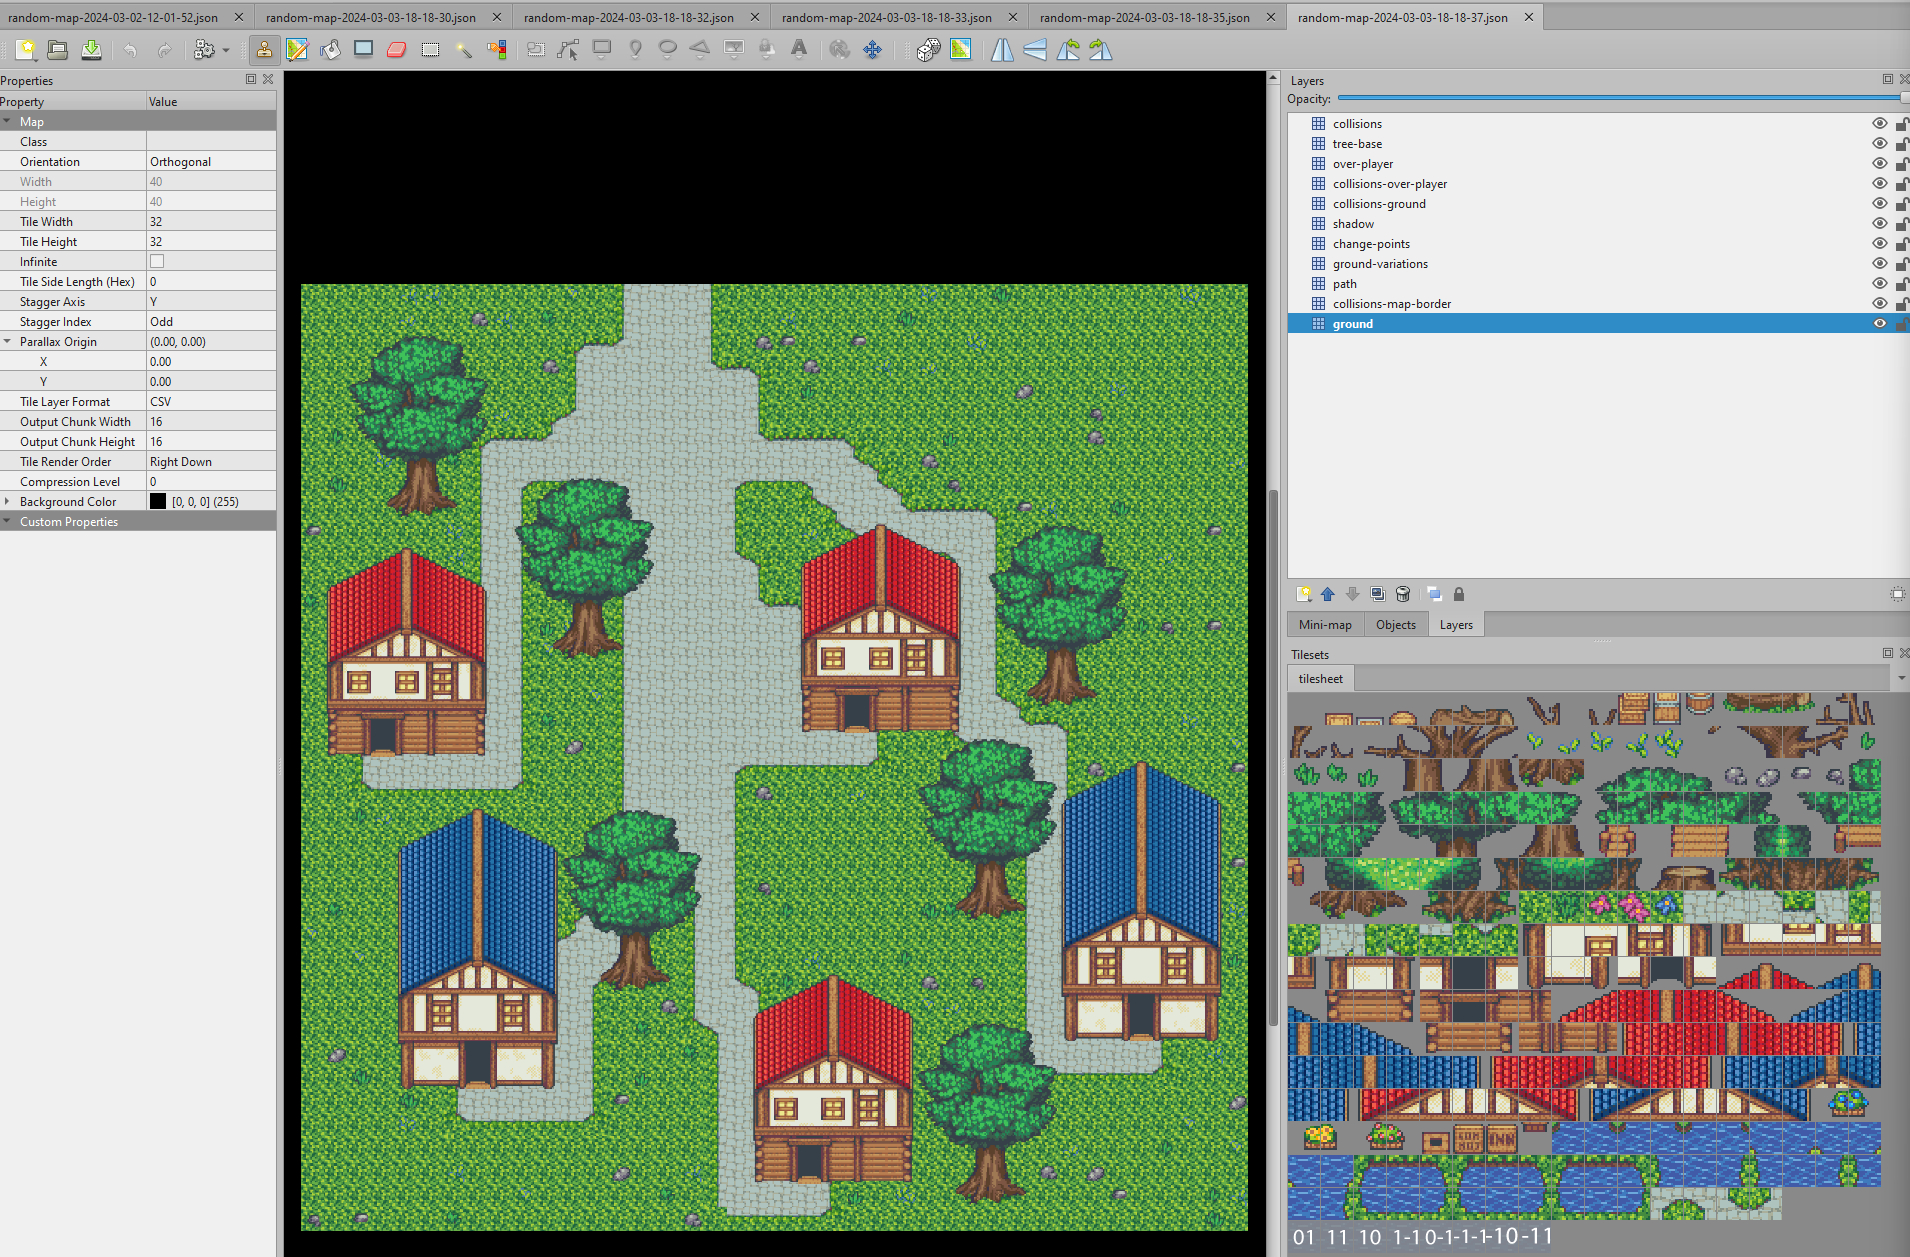 random-map-2024-03-02-12-01-52.json random-map-2024-03-03-18-18-30.json random-map-2024-03-03-18-18-32.json random-map-2024-03-03-18-18-33.json random-map-2024-03-03-18-18-35.json random-map-2024-03-03-18-18-37.json
Properties
Property Value
Map
Class
Orientation Orthogonal
Width 40
Height 40
Tile Width 32
Tile Height 32
Infinite
Tile Side Length (Hex) 0
Stagger Axis Y
Stagger Index Odd
Parallax Origin (0.00, 0.00)
X 0.00
Y 0.00
Tile Layer Format CSV
Output Chunk Width 16
Output Chunk Height 16
Tile Render Order Right Down
Compression Level 0
Background Color [0, 0, 0] (255)
Custom Properties
Layers
Opacity:
collisions
tree-base
over-player
collisions-over-player
collisions-ground
shadow
change-points
ground-variations
path
collisions-map-border
ground
Mini-map Objects Layers
Tilesets
tilesheet
INN
01 11 10 1-1 0-1 -1-1 -10 -11